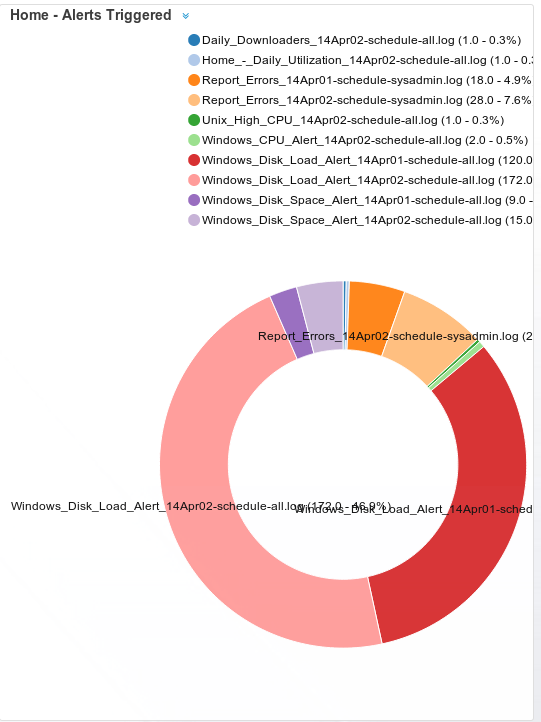 Home - Alerts Triggered
Daily_Downloaders_14Apr02-schedule-all.log (1.0 - 0.3%)
Home_-_Daily_Utilization_14Apr02-schedule-all.log (1.0 - 0.3
Report_Errors_14Apr01-schedule-sysadmin.log (18.0 - 4.9%
Report_Errors_14Apr02-schedule-sysadmin.log (28.0 - 7.6%
Unix_High_CPU_14Apr02-schedule-all.log (1.0 - 0.3%)
Windows_CPU_Alert_14Apr02-schedule-all.log (2.0 - 0.5%)
Windows_Disk_Load_Alert_14Apr01-schedule-all.log (120.0
Windows_Disk_Load_Alert_14Apr02-schedule-all.log (172.0
Windows_Disk_Space_Alert_14Apr01-schedule-all.log (9.0 -
Windows_Disk_Space_Alert_14Apr02-schedule-all.log (15.0
Report_Errors_14Apr02-schedule-sysadmin.log (2
Windows_Disk_Load_Alert_14Apr02-schedule-all.log (172.0 - 46.9%)
Windows_Disk_Load_Alert_14Apr01-sched